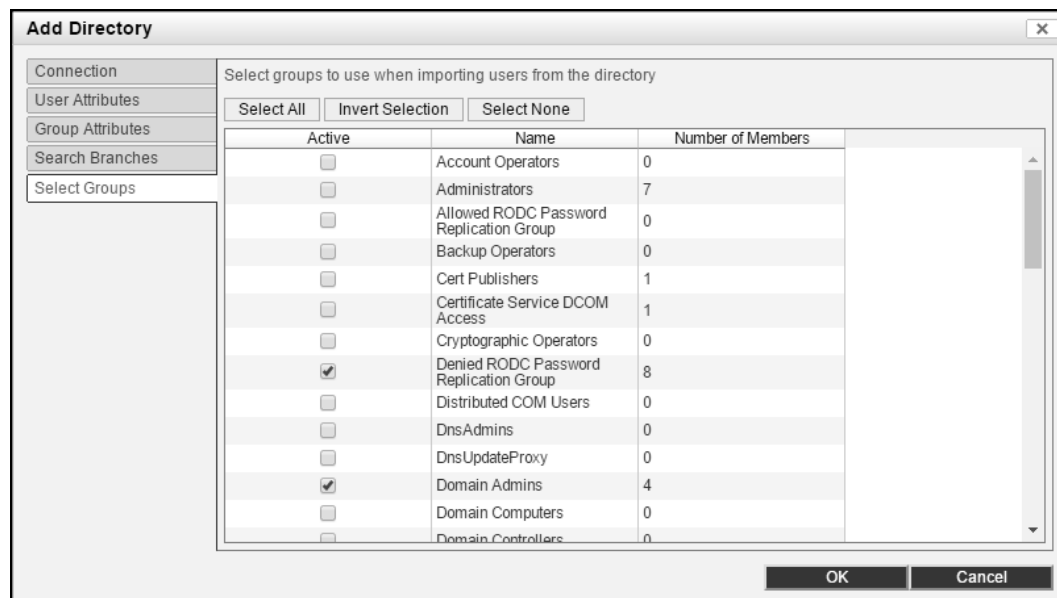 Add Directory
Connection
User Attributes
Group Attributes
Search Branches
Select Groups
Select groups to use when importing users from the directory
Select All Invert Selection Select None
Active Name Number of Members
Account Operators 0
Administrators 7
Allowed RODC Password
Replication Group 0
Backup Operators 0
Cert Publishers 1
Certificate Service DCOM
Access 1
Cryptographic Operators 0
Denied RODC Password
Replication Group 8
Distributed COM Users 0
DnsAdmins 0
DnsUpdateProxy 0
Domain Admins 4
Domain Computers 0
Domain Controllers 0
OK Cancel